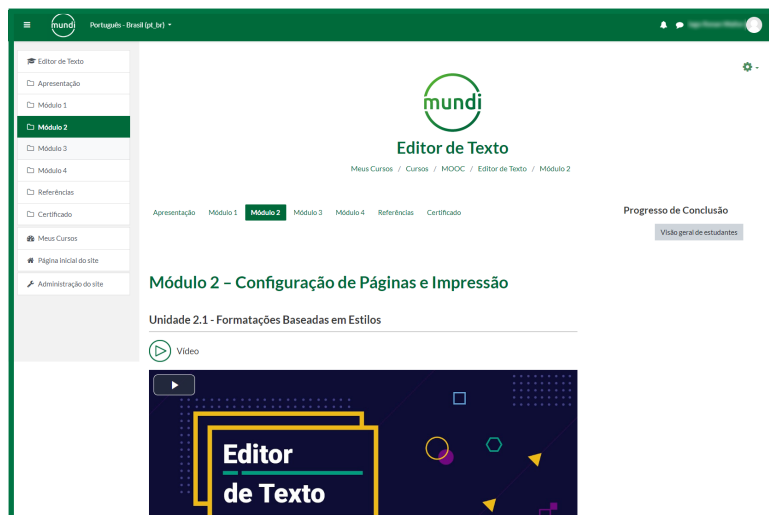 mundi
Português - Brasil (pt_br)
Editor de Texto
Apresentação
Módulo 1
Módulo 2
Módulo 3
Módulo 4
Referências
Certificado
Meus Cursos
Página inicial do site
Administração do site
mundi
Editor de Texto
Meus Cursos / Cursos / MOOC / Editor de Texto / Módulo 2
Apresentação Módulo 1 Módulo 2 Módulo 3 Módulo 4 Referências Certificado
Progresso de Conclusão
Visão geral de estudantes
Módulo 2 – Configuração de Páginas e Impressão
Unidade 2.1 - Formatações Baseadas em Estilos
Vídeo
Editor
de Texto